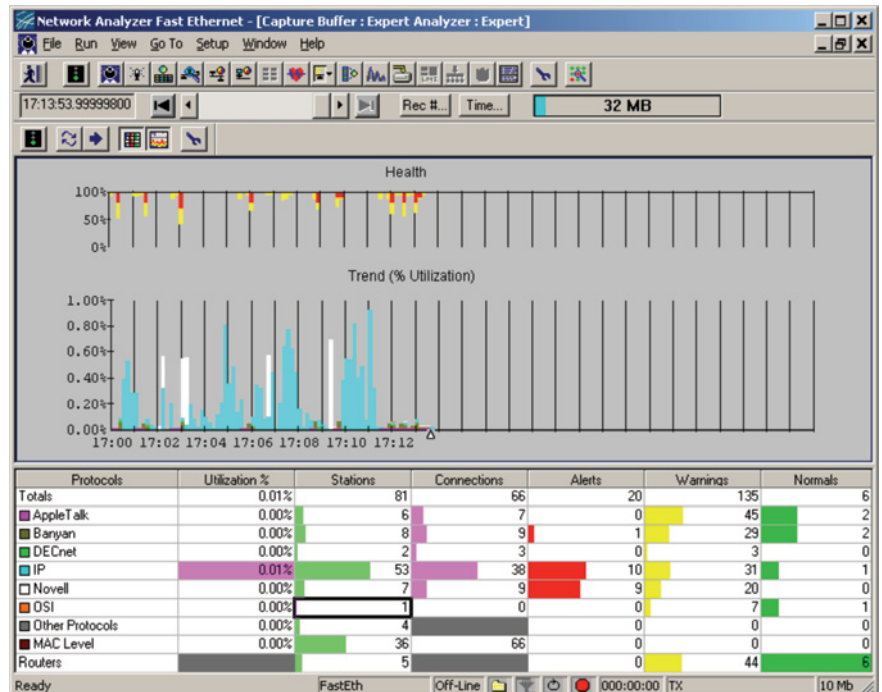 Network Analyzer Fast Ethernet - [Capture Buffer : Expert Analyzer : Expert]
File Run View Go To Setup Window Help
17:13:53.99999800 Rec #... Time... 32 MB
Health
100%
50%
0%
Trend (% Utilization)
1.00%
0.80%
0.60%
0.40%
0.20%
0.00%
17:00 17:02 17:04 17:06 17:08 17:10 17:12
Protocols Utilization % Stations Connections Alerts Warnings Normals
Totals 0.01% 81 66 20 135 6
AppleTalk 0.00% 6 7 0 45 2
Banyan 0.00% 8 9 1 29 2
DECnet 0.00% 2 3 0 3 0
IP 0.01% 53 38 10 31 1
Novell 0.00% 7 9 9 20 0
OSI 0.00% 1 0 0 7 1
Other Protocols 0.00% 4 0 0 0
MAC Level 0.00% 36 66 0 0 0
Routers 5 0 44 6
Ready FastEth Off-Line 000:00:00 TX 10 Mb